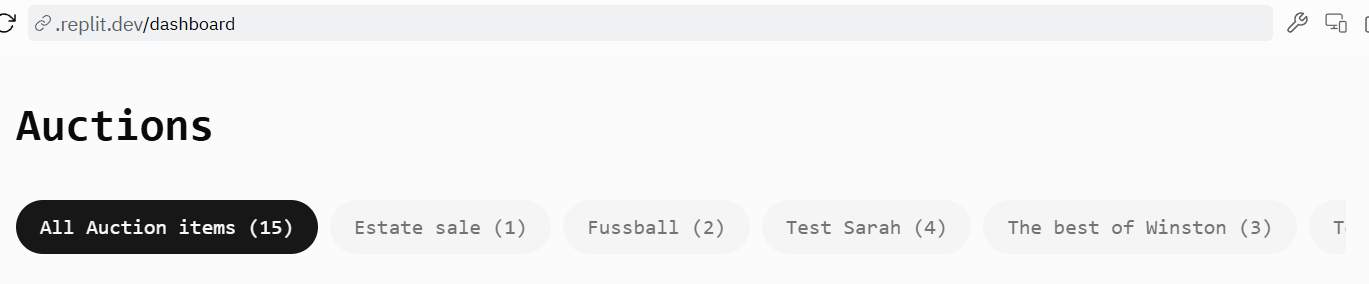 .replit.dev/dashboard
Auctions
All Auction items (15) Estate sale (1) Fussball (2) Test Sarah (4) The best of Winston (3)